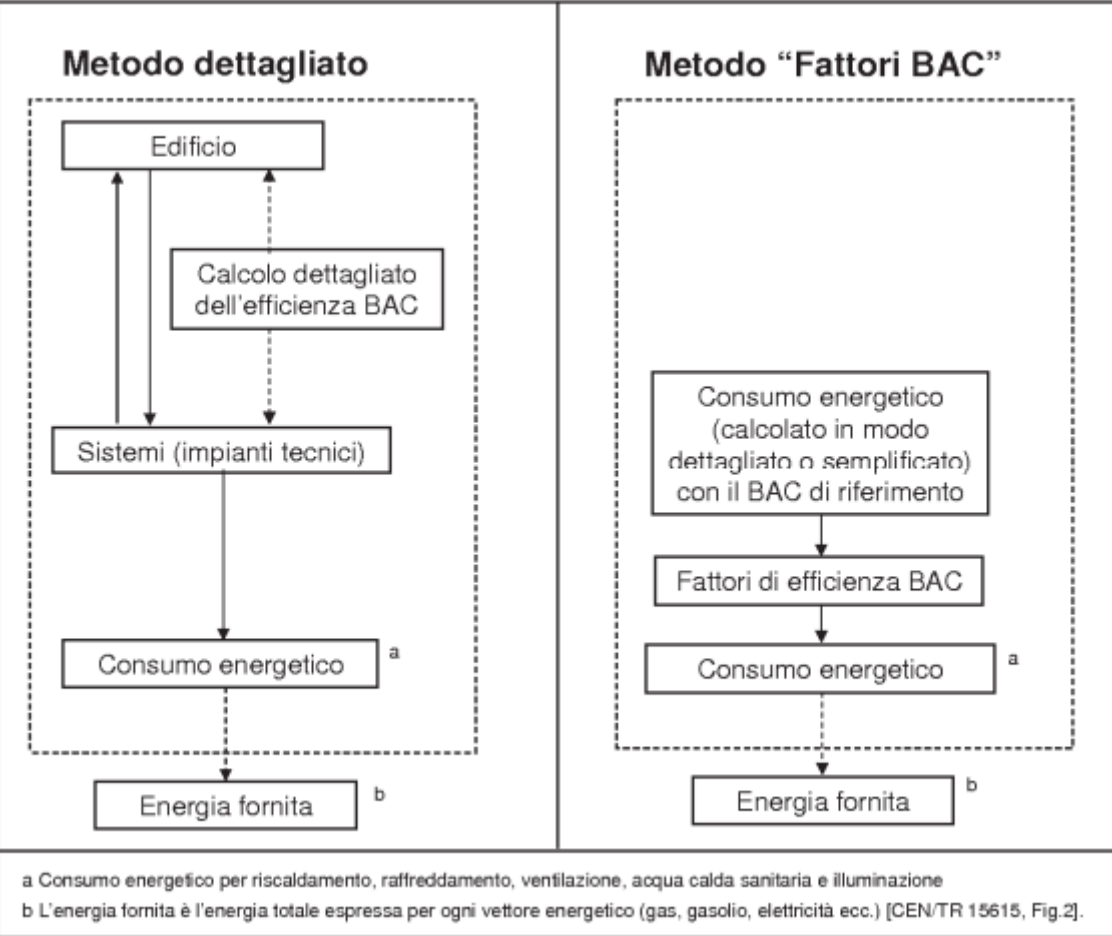 Metodo dettagliato
Edificio
Calcolo dettagliato
dell'efficienza BAC
Sistemi (impianti tecnici)
Consumo energetico a
Energia fornita b
Metodo “Fattori BAC”
Consumo energetico
(calcolato in modo
dettagliato o semplificato)
con il BAC di riferimento
Fattori di efficienza BAC
Consumo energetico a
Energia fornita b
a Consumo energetico per riscaldamento, raffreddamento, ventilazione, acqua calda sanitaria e illuminazione
b L'energia fornita è l'energia totale espressa per ogni vettore energetico (gas, gasolio, elettricità ecc.) [CEN/TR 15615, Fig.2].